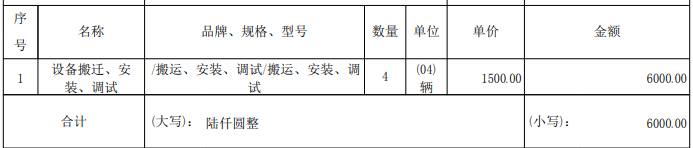 序号 名称 品牌、规格、型号 数量 单位 单价 金额
1 设备搬迁、安装、调试 /搬运、安装、调试/搬运、安装、调试 4 (04)辆 1500.00 6000.00
合计 (大写): 陆仟圆整 (小写): 6000.00